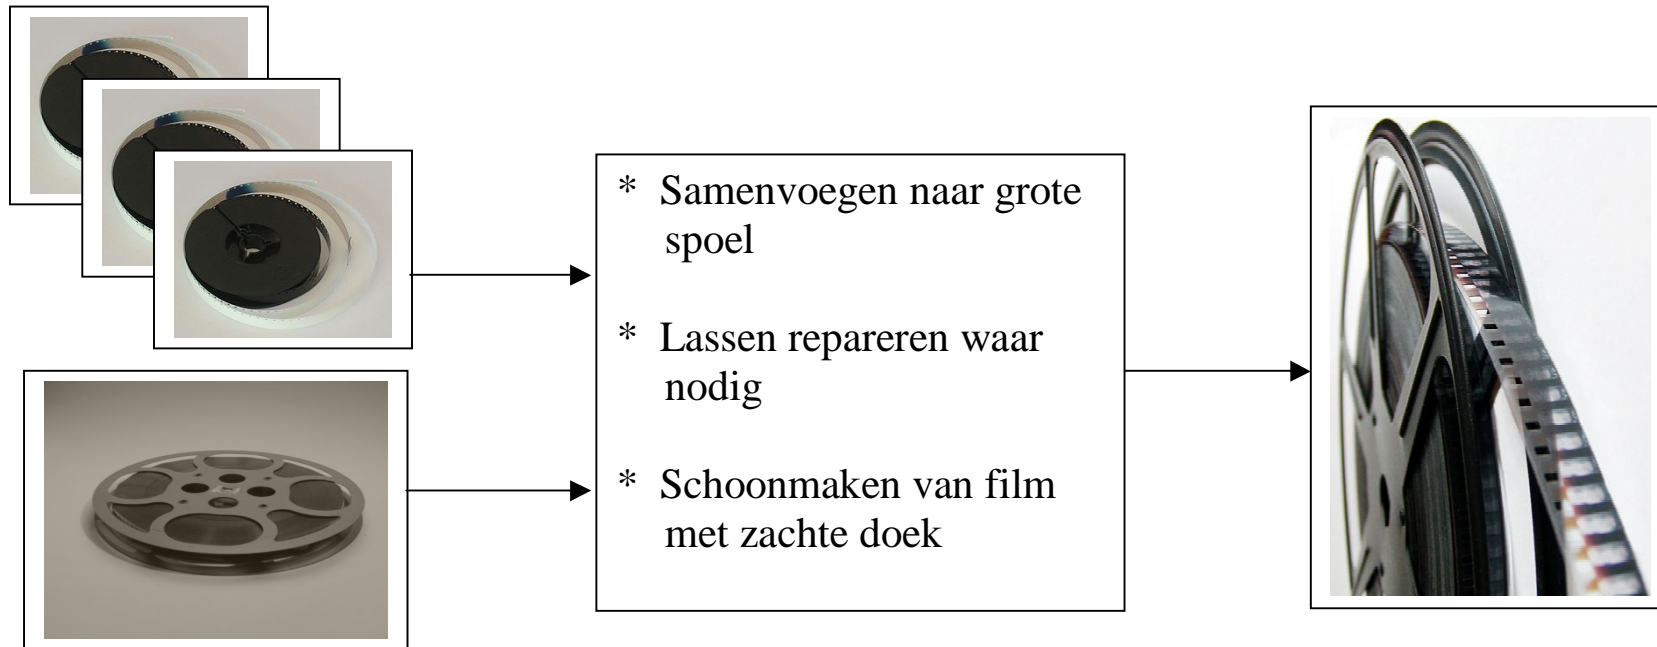 * Samenvoegen naar grote
spoel
* Lassen repareren waar
nodig
* Schoonmaken van film
met zachte doek